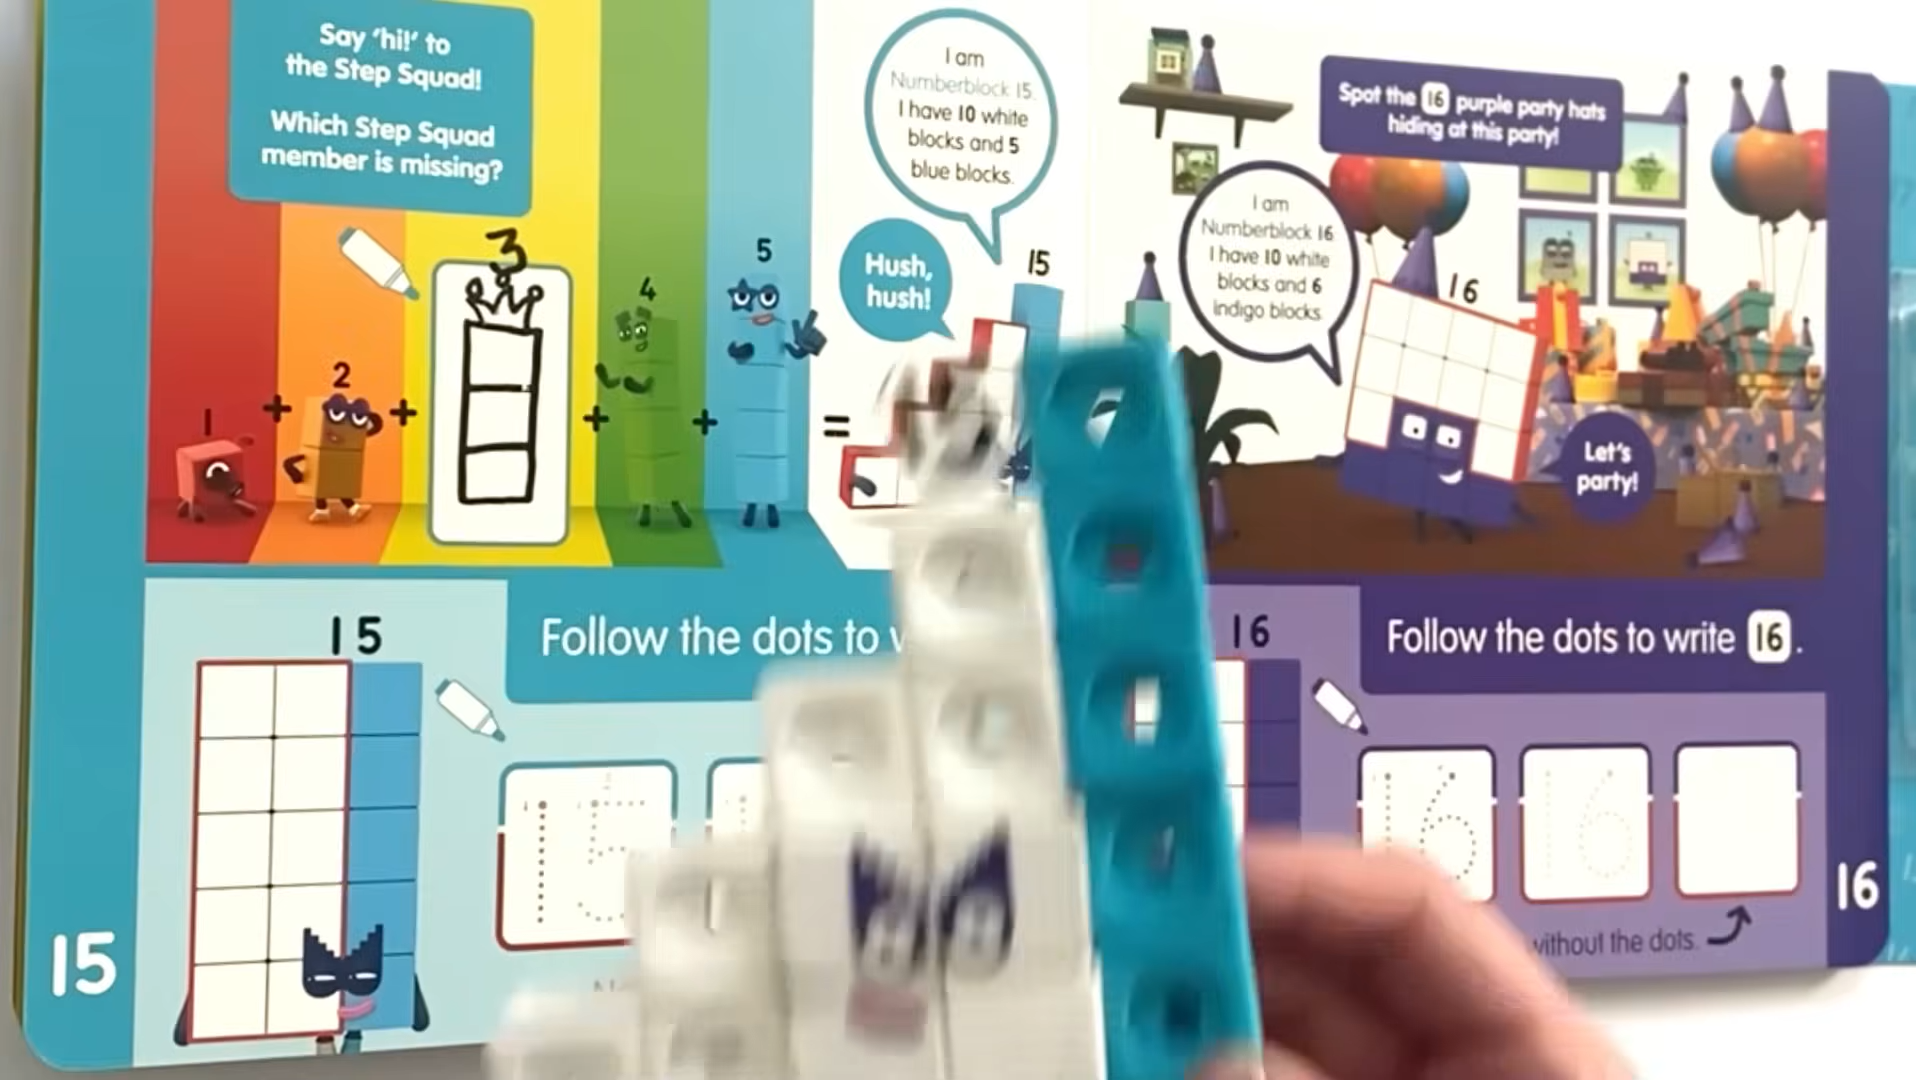 Say 'hi!' to
the Step Squad!
Which Step Squad
member is missing?
3
1
+
2
+
+
4
+
5
=
I am
Numberblock 15.
I have 10 white
blocks and 5
blue blocks.
Hush,
hush!
15
Spot the 16 purple party hats
hiding at this party!
I am
Numberblock 16
I have 10 white
blocks and 6
indigo blocks.
16
Let's
party!
15
Follow the dots to
15
15
16
Follow the dots to write 16.
16
16
without the dots.
16